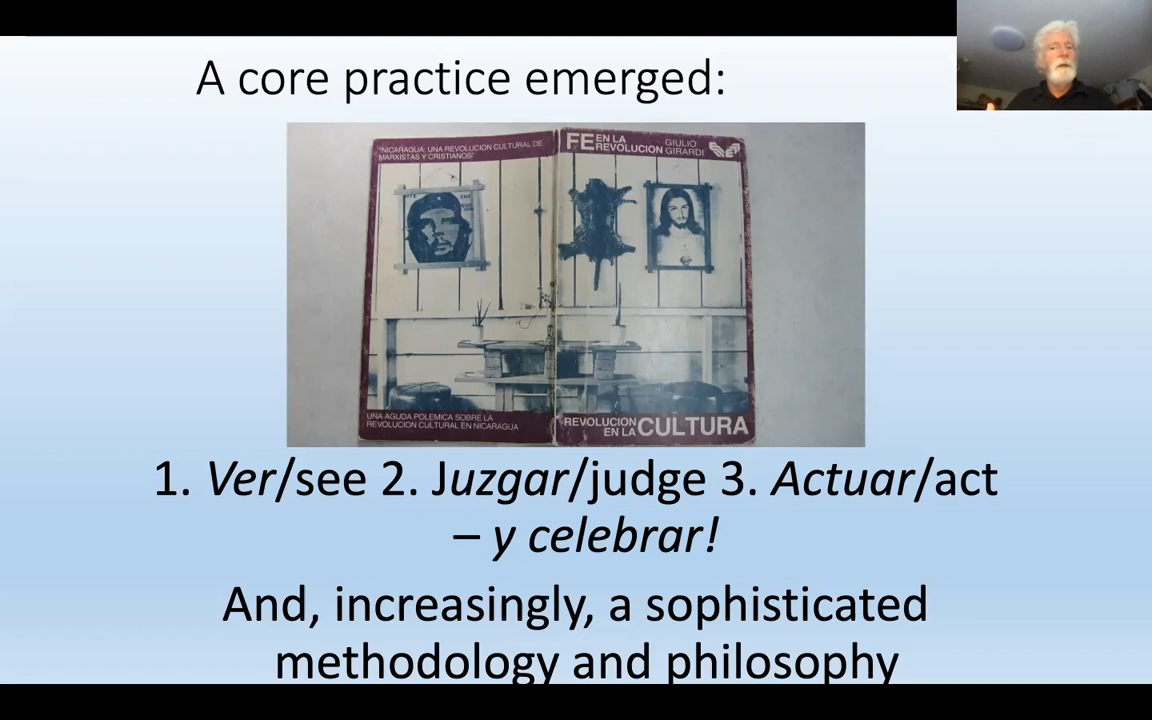 A core practice emerged:
"NICARAGUA: UNA REVOLUCION CULTURAL DE
MARXISTAS Y CRISTIANOS"
FE EN LA
REVOLUCION
GIULIO
GIRARDI
CHE
UNA AGUDA POLEMICA SOBRE LA
REVOLUCION CULTURAL EN NICARAGUA
REVOLUCION
EN LA CULTURA
1. Ver/see 2. Juzgar/judge 3. Actuar/act
– y celebrar!
And, increasingly, a sophisticated
methodology and philosophy